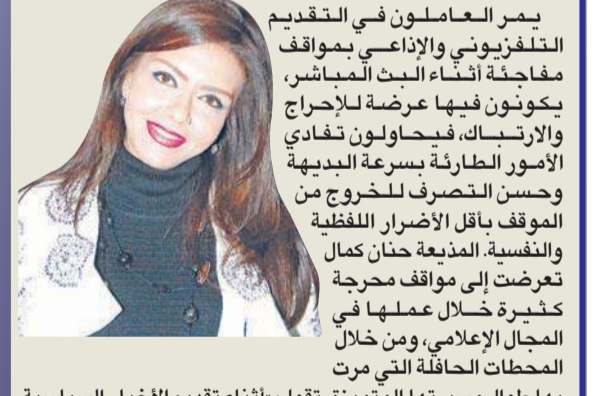 يمر العاملون في التقديم
التلفزيوني والإذاعي بمواقف
مفاجئة أثناء البث المباشر،
يكونون فيها عرضة للإحراج
والارتباك، فيحاولون تفادي
الأمور الطارئة بسرعة البديهة
وحسن التصرف للخروج من
الموقف بأقل الأضرار اللفظية
والنفسية. المذيعة حنان كمال
تعرضت إلى مواقف محرجة
كثيرة خلال عملها في
المجال الإعلامي، ومن خلال
المحطات الحافلة التي مرت